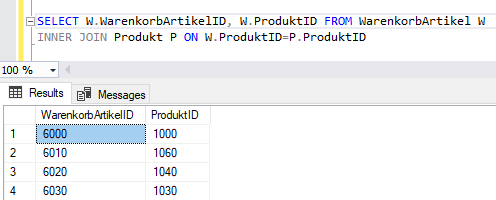 SELECT W.WarenkorbArtikelID, W.ProduktID FROM WarenkorbArtikel W
INNER JOIN Produkt P ON W.ProduktID=P.ProduktID
100 %
Results Messages
WarenkorbArtikelID ProduktID
1 6000 1000
2 6010 1060
3 6020 1040
4 6030 1030